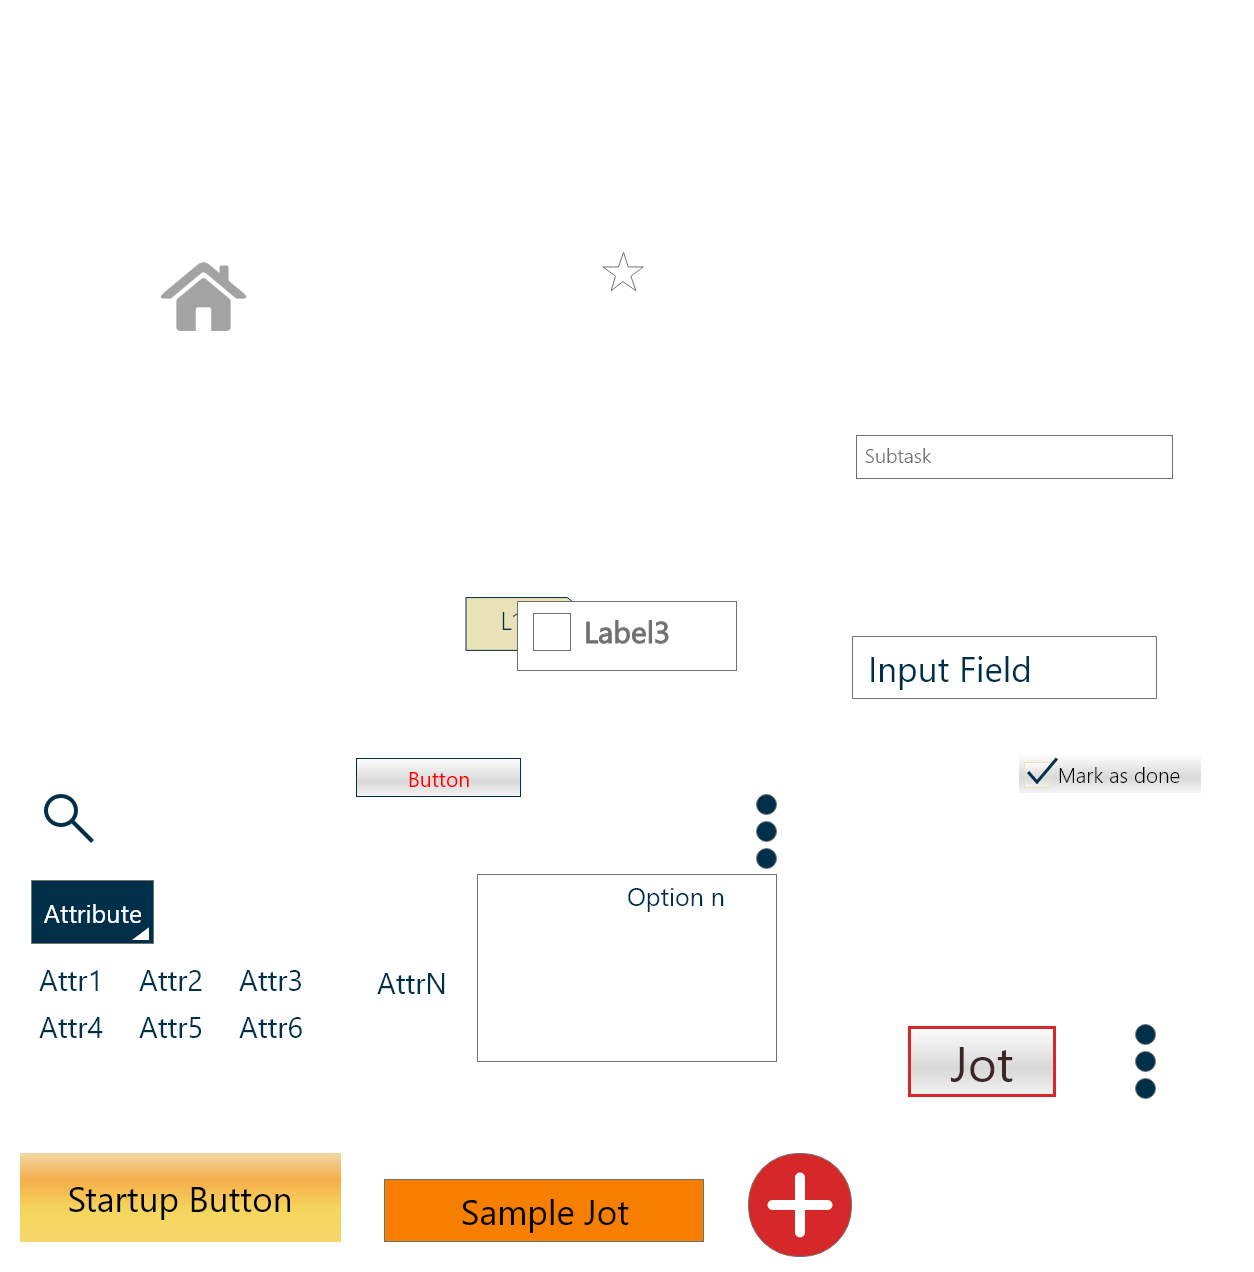 Subtask
L1
Label3
Input Field
Button
Mark as done
Attribute
Option n
Attr1 Attr2 Attr3 AttrN
Attr4 Attr5 Attr6
Jot
Startup Button
Sample Jot